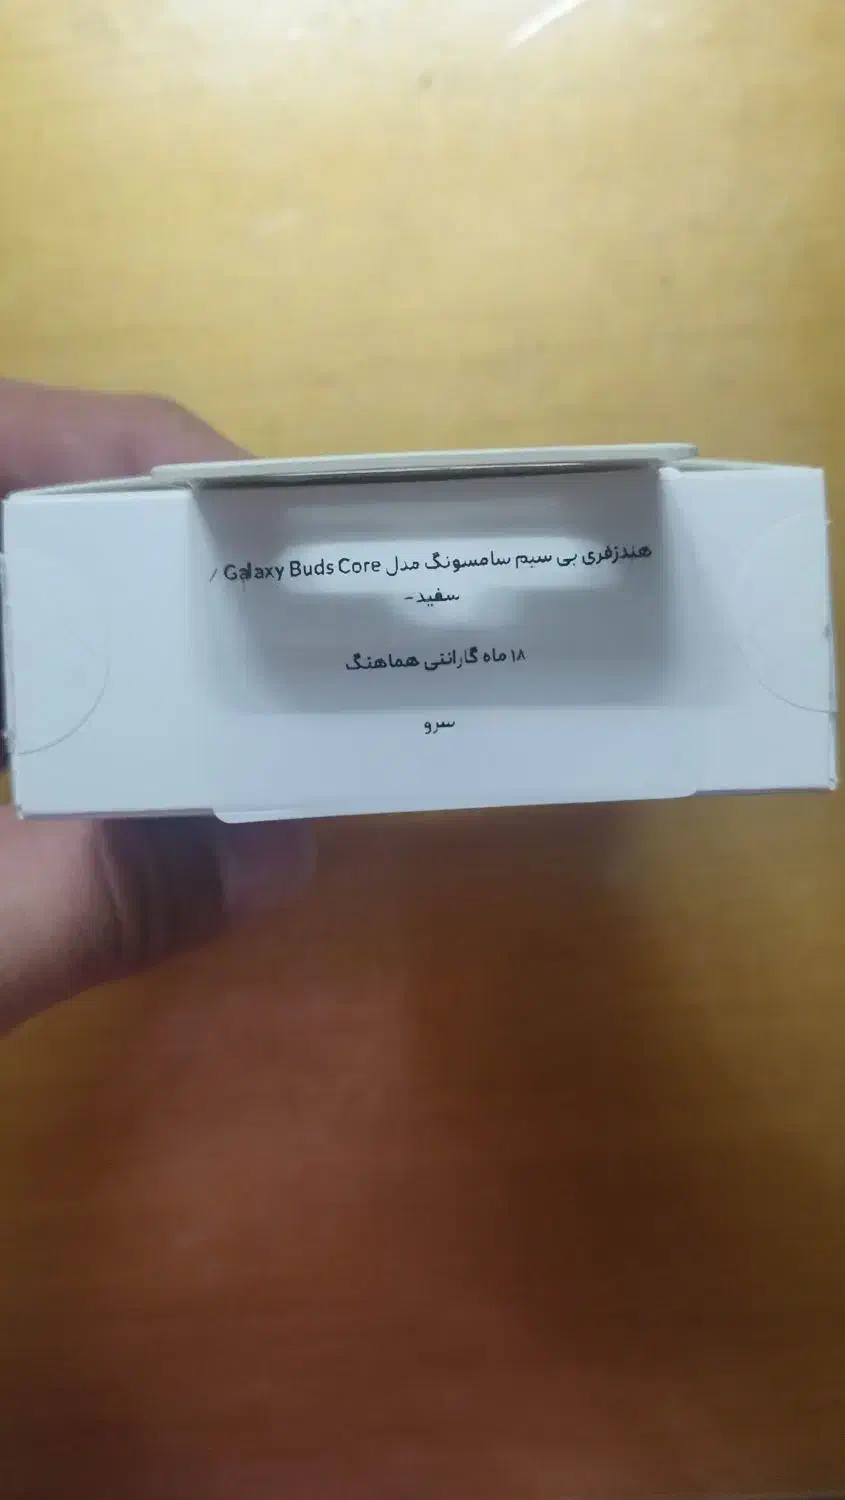 هندزفری بی سیم سامسونگ مدل Galaxy Buds Core /
سفید -
۱۸ ماه گارانتی هماهنگ
سرو